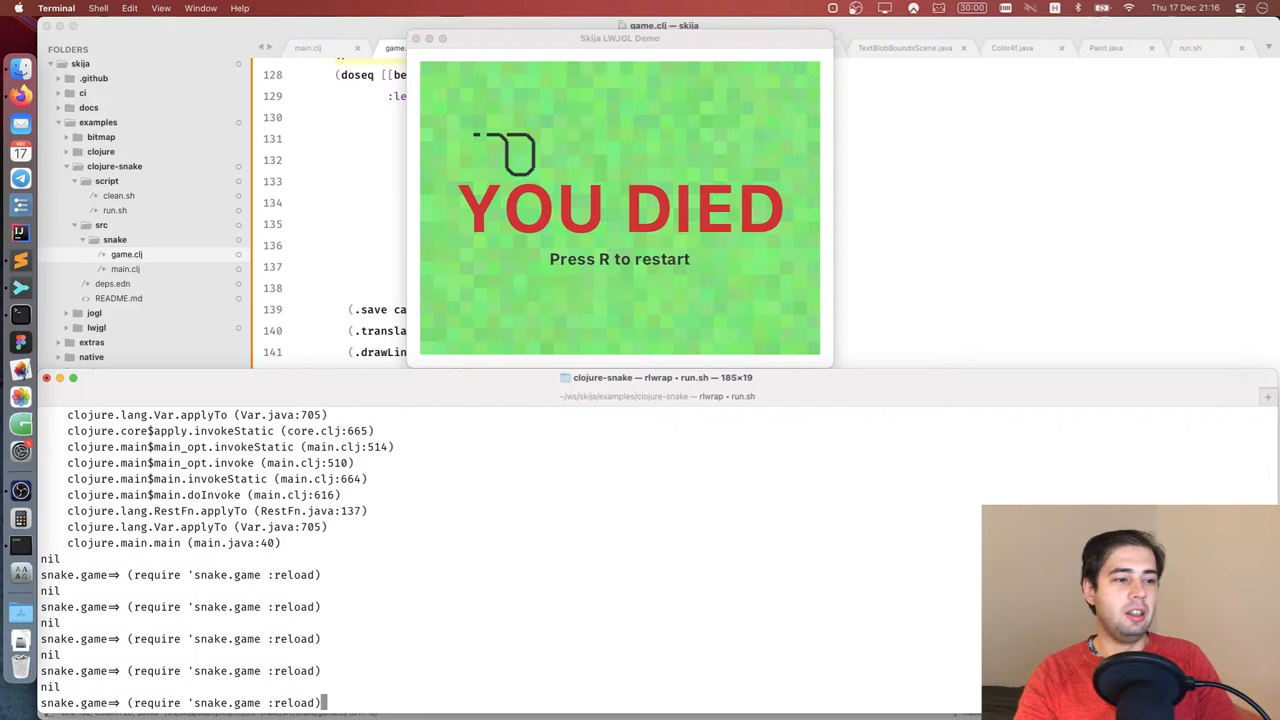 Terminal Shell Edit View Window Help
Thu 17 Dec 21:16
game.clj — skija
Skija LWJGL Demo
FOLDERS
main.clj
game.
TextBlobBoundsScene.java
Color4f.java
Paint.java
run.sh
skija
.github
ci
docs
examples
bitmap
clojure
clojure-snake
script
clean.sh
run.sh
src
snake
game.clj
main.clj
deps.edn
README.md
jogl
lwjgl
extras
native
128 (doseq [[be
129 :le
130
131
132
133
134
135
136
137
138
139 (.save ca
140 (.transla
141 (.drawLin
YOU DIED
Press R to restart
clojure-snake — rlwrap • run.sh — 185×19
~/ws/skija/examples/clojure-snake — rlwrap • run.sh
clojure.lang.Var.applyTo (Var.java:705)
clojure.core$apply.invokeStatic (core.clj:665)
clojure.main$main_opt.invokeStatic (main.clj:514)
clojure.main$main_opt.invoke (main.clj:510)
clojure.main$main.invokeStatic (main.clj:664)
clojure.main$main.doInvoke (main.clj:616)
clojure.lang.RestFn.applyTo (RestFn.java:137)
clojure.lang.Var.applyTo (Var.java:705)
clojure.main.main (main.java:40)
nil
snake.game=> (require 'snake.game :reload)
nil
snake.game=> (require 'snake.game :reload)
nil
snake.game=> (require 'snake.game :reload)
nil
snake.game=> (require 'snake.game :reload)
nil
snake.game=> (require 'snake.game :reload)